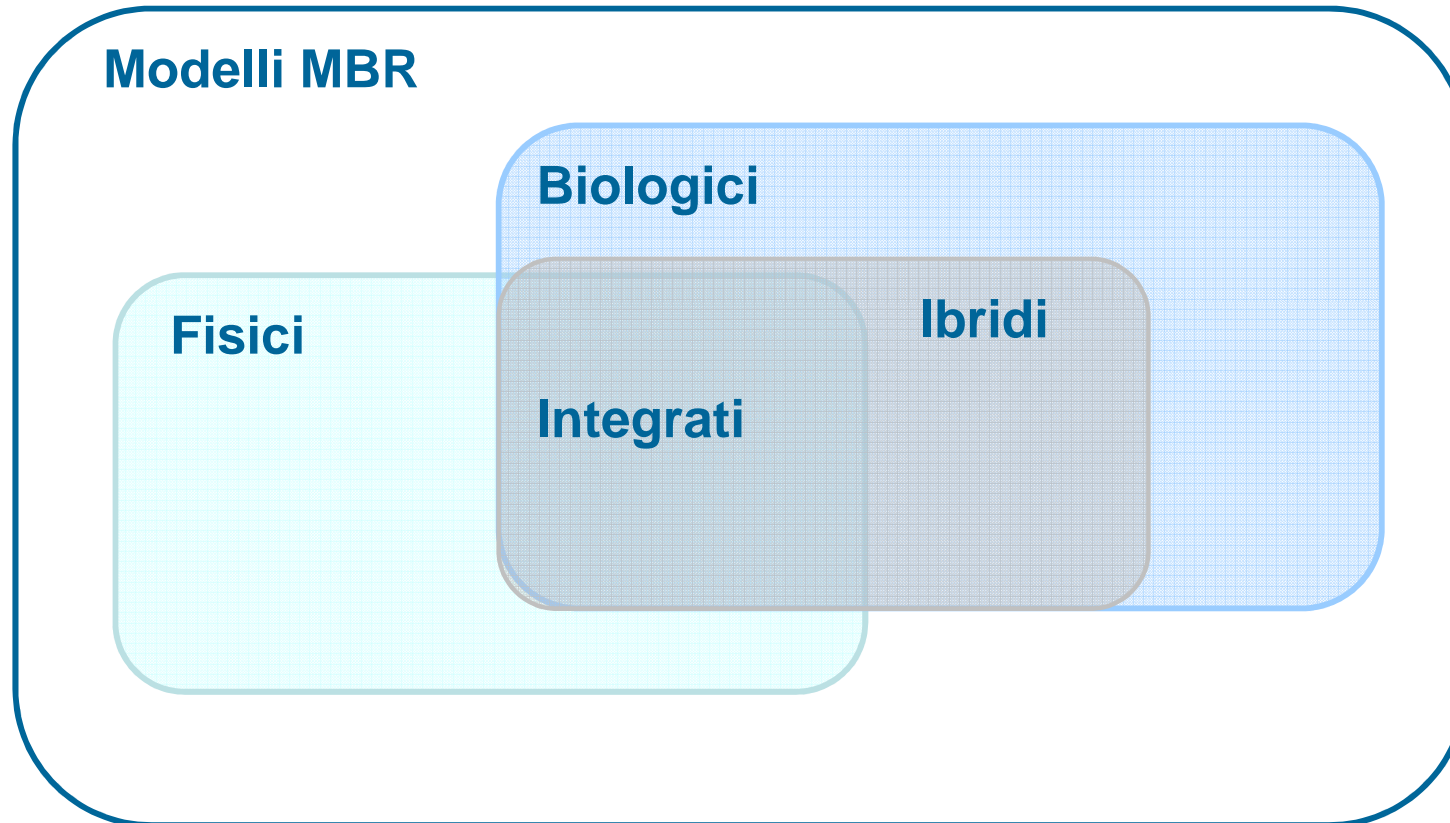 Modelli MBR
Biologici
Ibridi
Fisici
Integrati